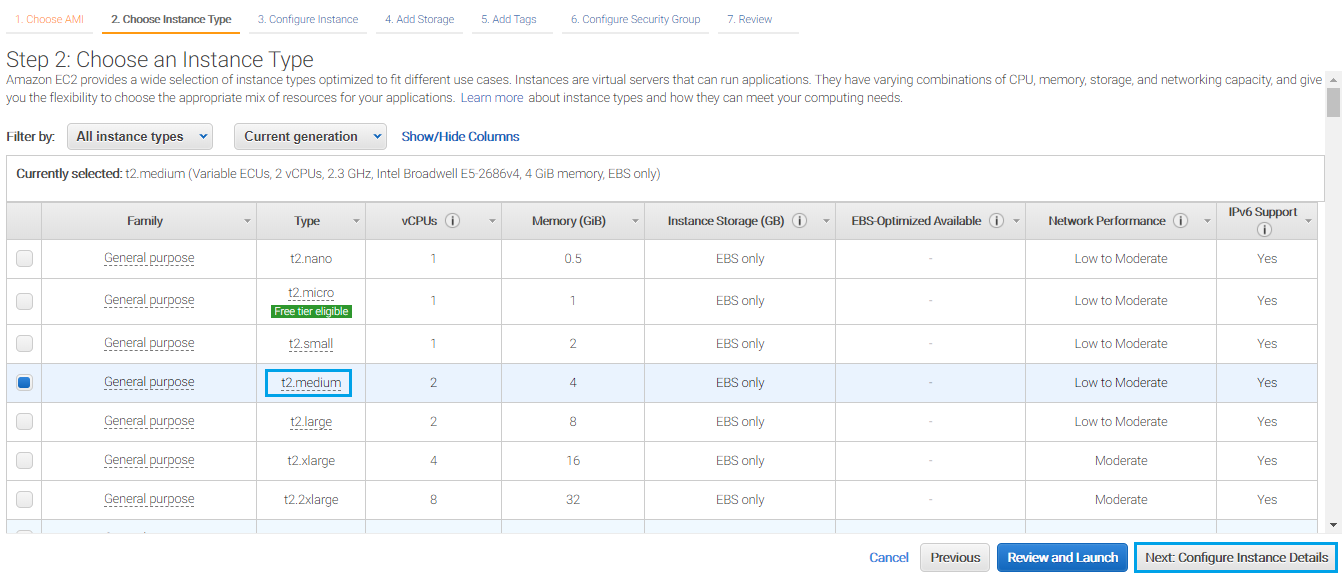 1. Choose AMI 2. Choose Instance Type 3. Configure Instance 4. Add Storage 5. Add Tags 6. Configure Security Group 7. Review
Step 2: Choose an Instance Type
Amazon EC2 provides a wide selection of instance types optimized to fit different use cases. Instances are virtual servers that can run applications. They have varying combinations of CPU, memory, storage, and networking capacity, and give
you the flexibility to choose the appropriate mix of resources for your applications. Learn more about instance types and how they can meet your computing needs.
Filter by: All instance types Current generation Show/Hide Columns
Currently selected: t2.medium (Variable ECUs, 2 vCPUs, 2.3 GHz, Intel Broadwell E5-2686v4, 4 GiB memory, EBS only)
Family Type vCPUs i Memory (GiB) Instance Storage (GB) i EBS-Optimized Available i Network Performance i IPv6 Support i
General purpose t2.nano 1 0.5 EBS only - Low to Moderate Yes
General purpose t2.micro 1 1 EBS only - Low to Moderate Yes
Free tier eligible
General purpose t2.small 1 2 EBS only - Low to Moderate Yes
General purpose t2.medium 2 4 EBS only - Low to Moderate Yes
General purpose t2.large 2 8 EBS only - Low to Moderate Yes
General purpose t2.xlarge 4 16 EBS only - Moderate Yes
General purpose t2.2xlarge 8 32 EBS only - Moderate Yes
Cancel Previous Review and Launch Next: Configure Instance Details